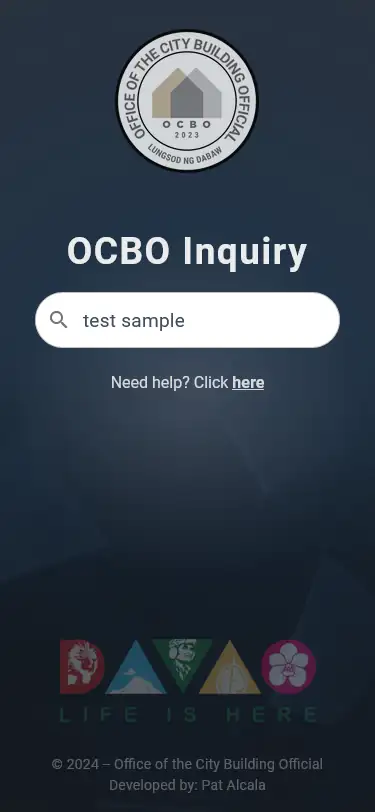 OFFICE OF THE CITY BUILDING OFFICIAL
OCBO
2023
LUNGSOD NG DABAW
OCBO Inquiry
test sample
Need help? Click here
DAVAO
LIFE IS HERE
© 2024 – Office of the City Building Official
Developed by: Pat Alcala